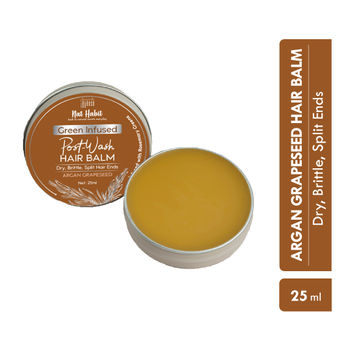 Nat Habit
Green Infused
Post Wash
HAIR BALM
Dry, Brittle, Split Hair Ends
ARGAN GRAPESEED
Net. 25ml
ARGAN GRAPESEED HAIR BALM
Dry, Brittle, Split Ends
25 ml